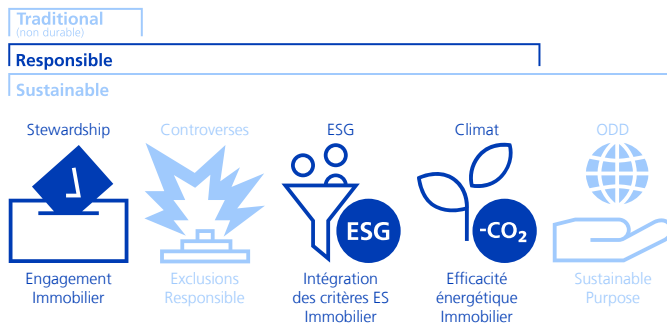 Traditional
(non durable)
Responsible
Sustainable
Stewardship
Controverses
ESG
Climat
ODD
ESG
-CO₂
Engagement
Immobilier
Exclusions
Responsible
Intégration
des critères ES
Immobilier
Efficacité
énergétique
Immobilier
Sustainable
Purpose